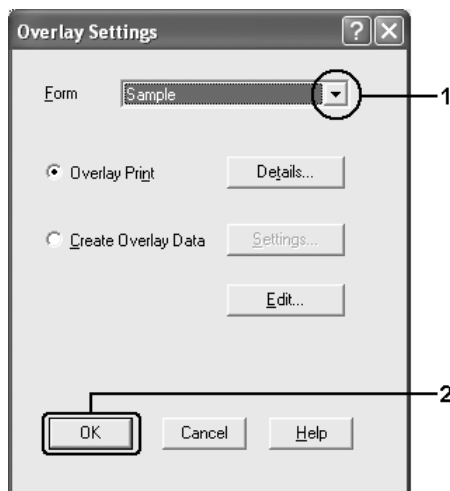 Overlay Settings
Form Sample 1
Overlay Print Details...
Create Overlay Data Settings...
Edit...
2
OK Cancel Help